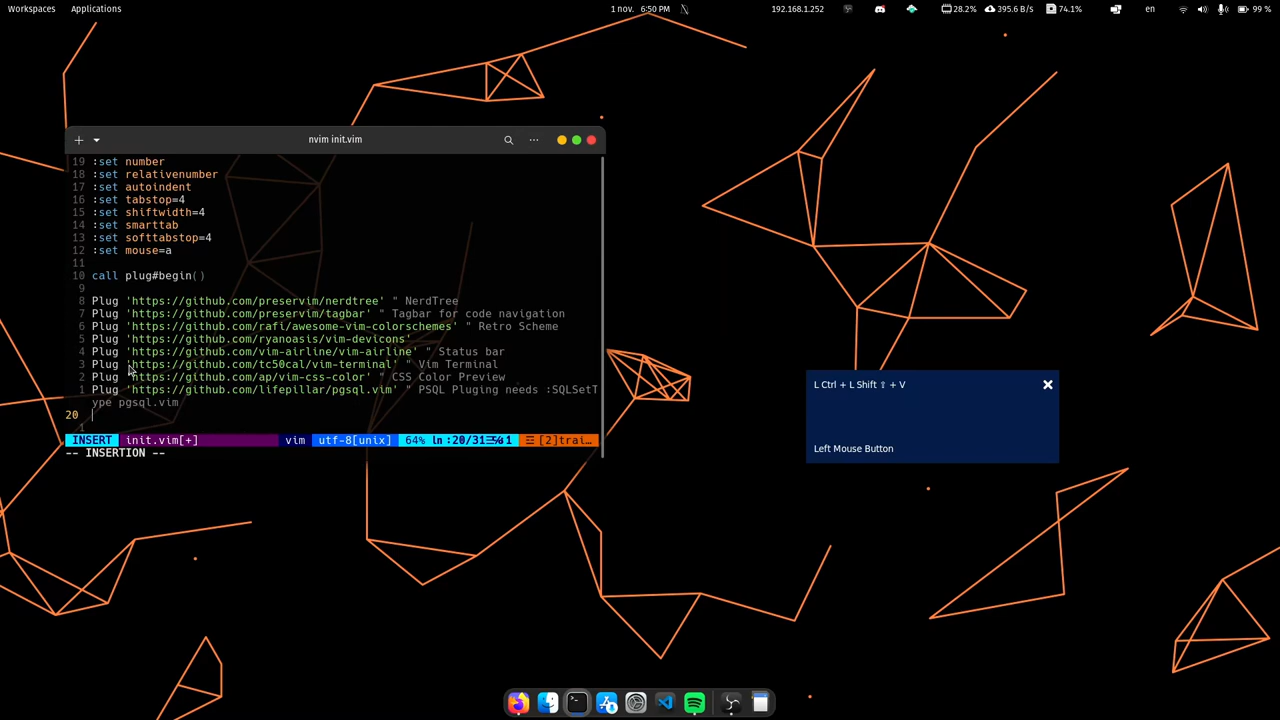 Workspaces Applications 1 nov. 6:50 PM 192.168.1.252 28.2% 395.6 B/s 74.1% en 99 %
nvim init.vim
19 :set number
18 :set relativenumber
17 :set autoindent
16 :set tabstop=4
15 :set shiftwidth=4
14 :set smarttab
13 :set softtabstop=4
12 :set mouse=a
11
10 call plug#begin()
9
8 Plug 'https://github.com/preservim/nerdtree' " NerdTree
7 Plug 'https://github.com/preservim/tagbar' " Tagbar for code navigation
6 Plug 'https://github.com/rafi/awesome-vim-colorschemes' " Retro Scheme
5 Plug 'https://github.com/ryanoasis/vim-devicons'
4 Plug 'https://github.com/vim-airline/vim-airline' " Status bar
3 Plug 'https://github.com/tc50cal/vim-terminal' " Vim Terminal
2 Plug 'https://github.com/ap/vim-css-color' " CSS Color Preview
1 Plug 'https://github.com/lifepillar/pgsql.vim' " PSQL Pluging needs :SQLSetT
ype pgsql.vim
20
1
INSERT init.vim[+] vim utf-8[unix] 64% ln :20/31 [2]trai…
-- INSERTION --
L Ctrl + L Shift ⇧ + V
Left Mouse Button